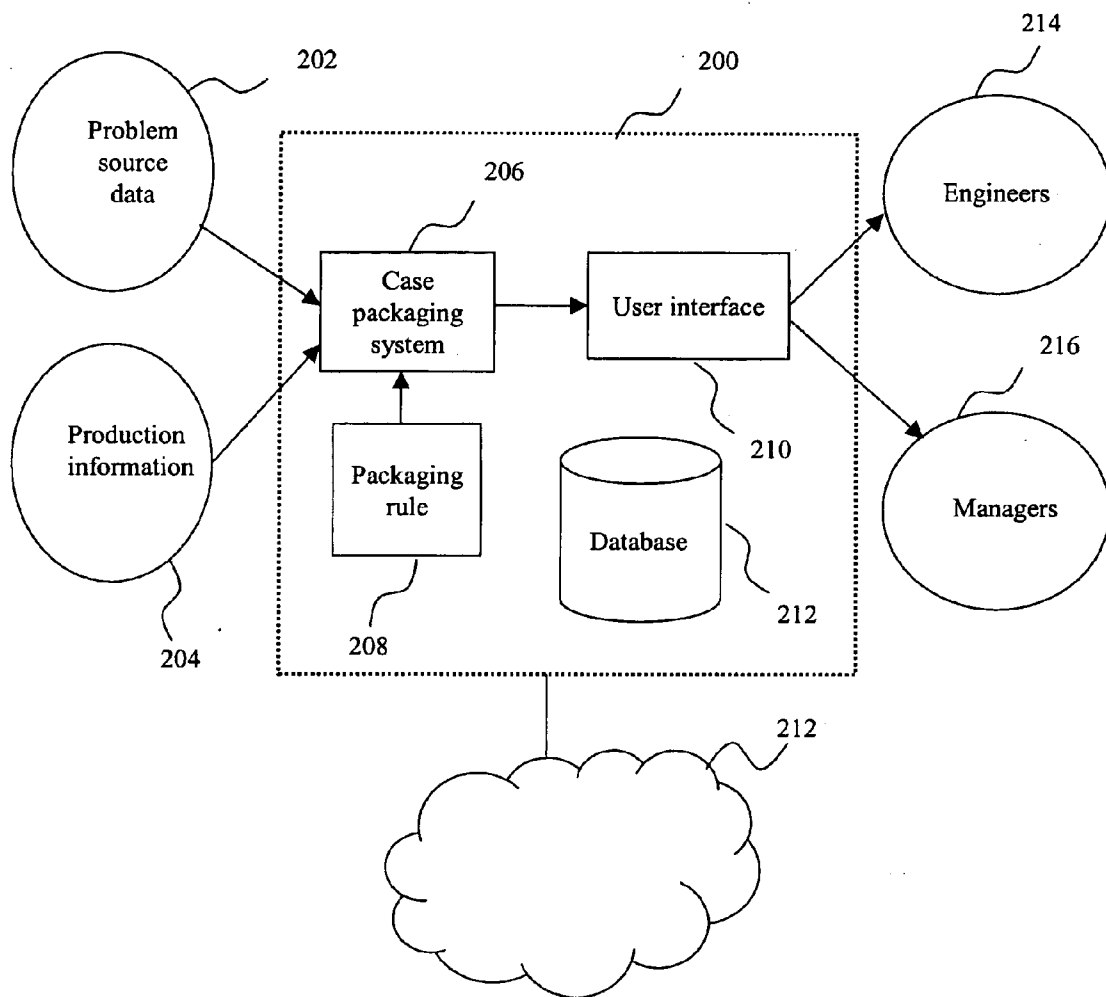 202
200
214
Problem
source
data
206
Engineers
Case
packaging
system
User interface
216
Production
information
210
Packaging
rule
Managers
Database
212
208
204
212